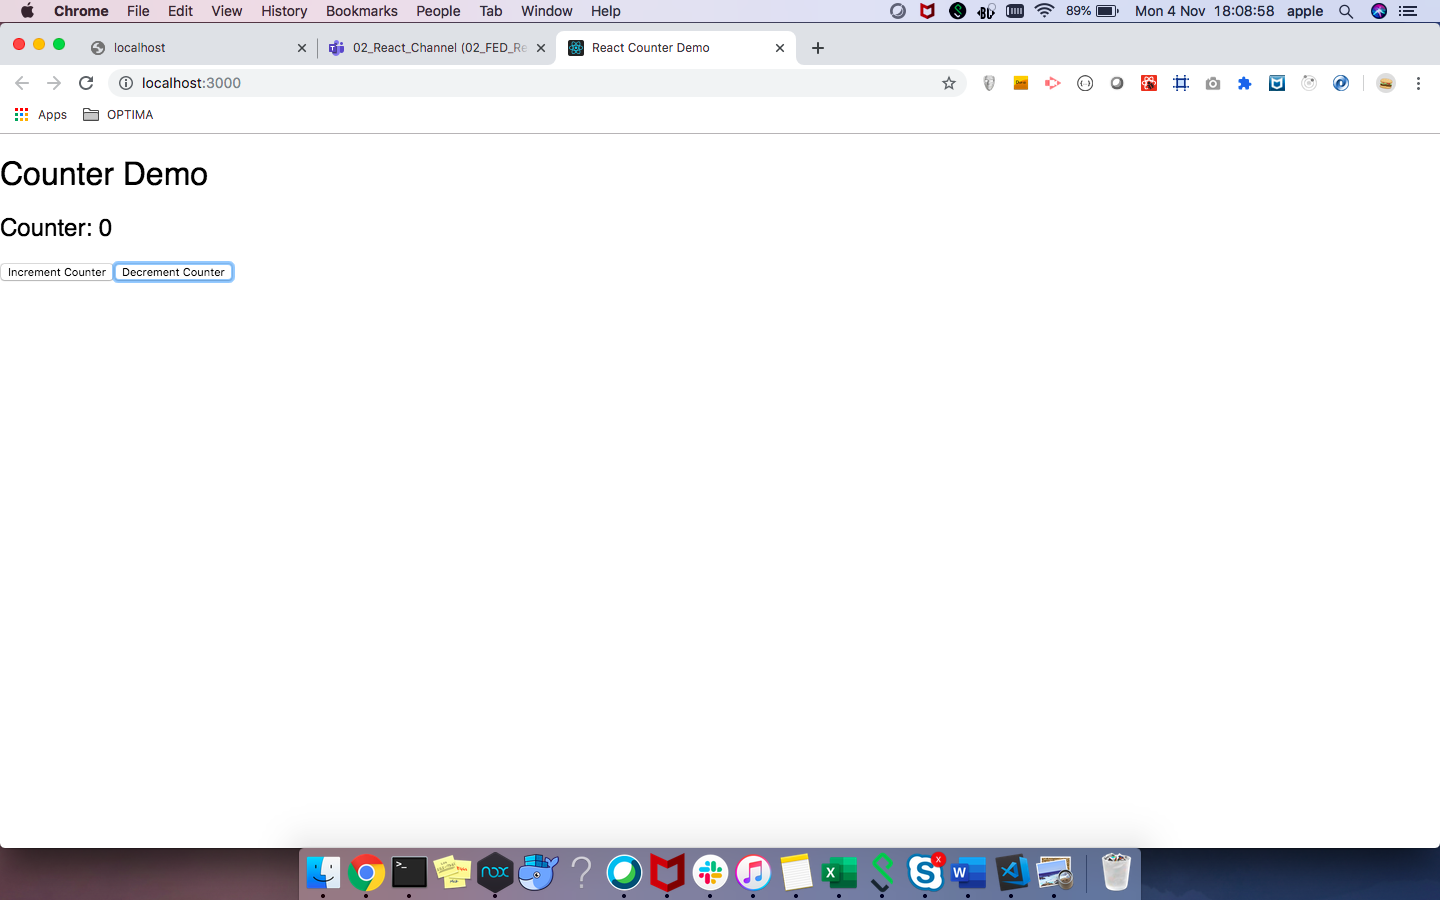 Chrome File Edit View History Bookmarks People Tab Window Help 89% Mon 4 Nov 18:08:58 apple
localhost 02_React_Channel (02_FED_Re React Counter Demo
localhost:3000
Apps OPTIMA
Counter Demo
Counter: 0
Increment Counter Decrement Counter
nox
X
S x
W